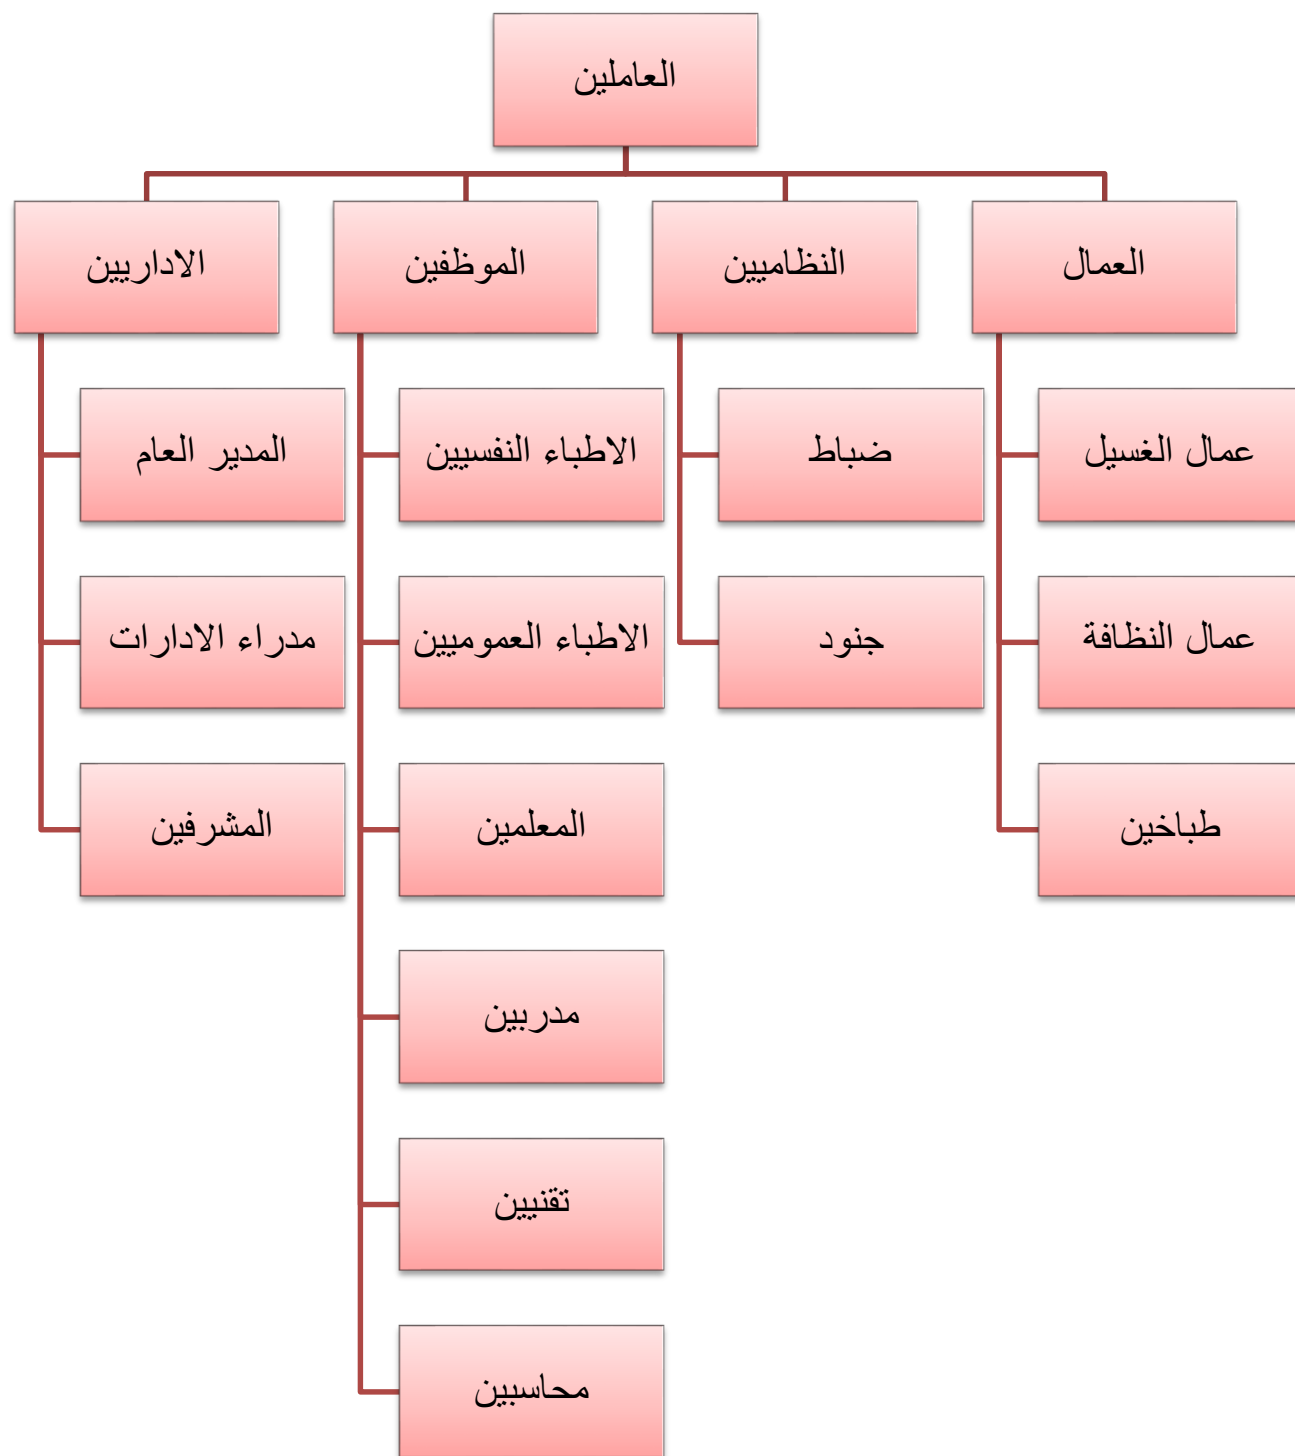 العاملين
العمال
النظاميين
الموظفين
الاداريين
عمال الغسيل
ضباط
الاطباء النفسيين
المدير العام
عمال النظافة
جنود
الاطباء العموميين
مدراء الادارات
طباخين
المعلمين
المشرفين
مدربين
تقنيين
محاسبين